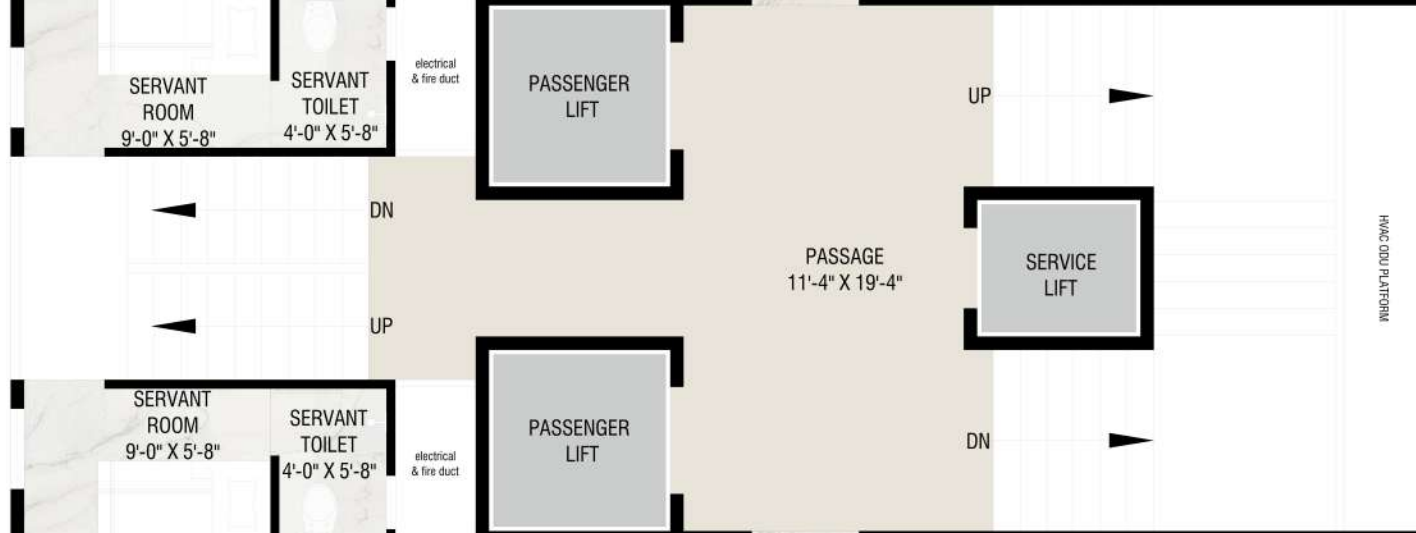 SERVANT
ROOM
9'-0" X 5'-8"
SERVANT
TOILET
4'-0" X 5'-8"
electrical
& fire duct
PASSENGER
LIFT
UP
DN
PASSAGE
11'-4" X 19'-4"
SERVICE
LIFT
HVAC ODU PLATFORM
UP
SERVANT
ROOM
9'-0" X 5'-8"
SERVANT
TOILET
4'-0" X 5'-8"
electrical
& fire duct
PASSENGER
LIFT
DN